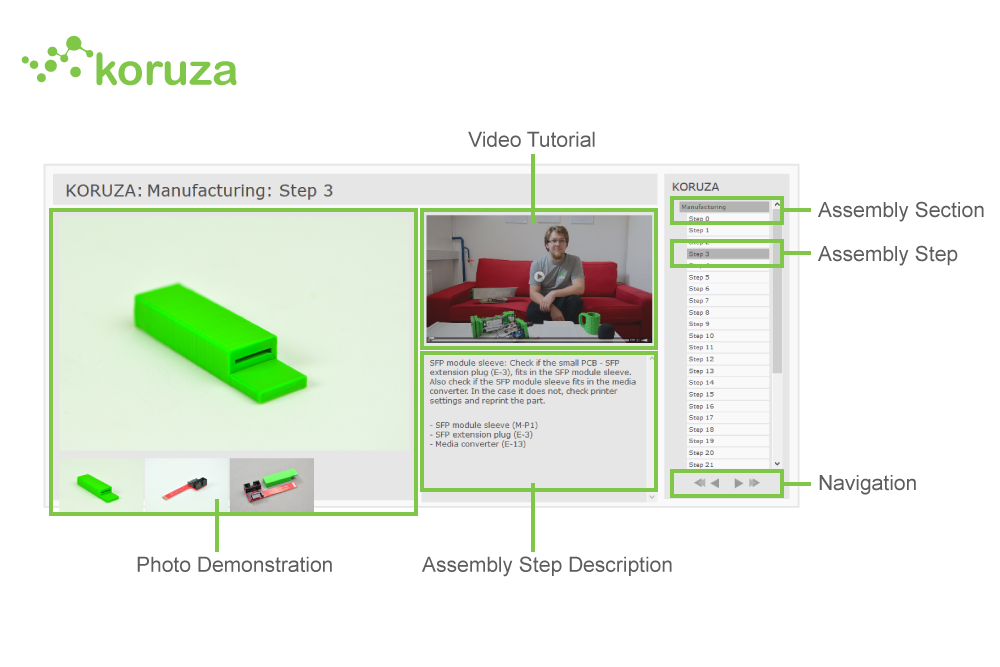 koruza
Video Tutorial
KORUZA: Manufacturing: Step 3
KORUZA
Manufacturing
Step 0
Step 1
Step 3
Step 5
Step 6
Step 7
Step 8
Step 9
Step 10
Step 11
Step 12
Step 13
Step 14
Step 15
Step 16
Step 17
Step 18
Step 19
Step 20
Step 21
Assembly Section
Assembly Step
SFP module sleeve: Check if the small PCB - SFP
extension plug (E-3), fits in the SFP module sleeve.
Also check if the SFP module sleeve fits in the media
converter. In the case it does not, check printer
settings and reprint the part.
- SFP module sleeve (M-P1)
- SFP extension plug (E-3)
- Media converter (E-13)
Navigation
Photo Demonstration
Assembly Step Description